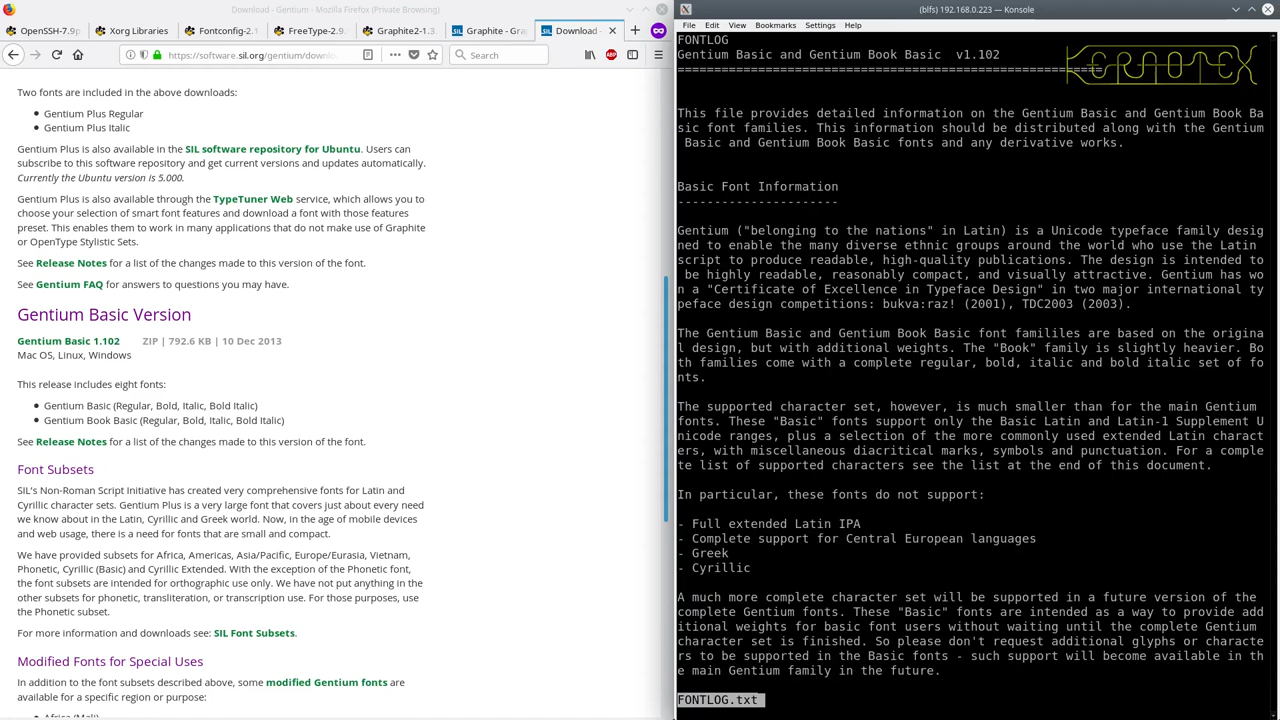 Download - Gentium - Mozilla Firefox (Private Browsing)
OpenSSH-7.9p
Xorg Libraries
Fontconfig-2.1
FreeType-2.9.
Graphite2-1.3
Graphite - Gra
Download -
https://software.sil.org/gentium/downlo
Search
Two fonts are included in the above downloads:
Gentium Plus Regular
Gentium Plus Italic
Gentium Plus is also available in the SIL software repository for Ubuntu. Users can
subscribe to this software repository and get current versions and updates automatically.
Currently the Ubuntu version is 5.000.
Gentium Plus is also available through the TypeTuner Web service, which allows you to
choose your selection of smart font features and download a font with those features
preset. This enables them to work in many applications that do not make use of Graphite
or OpenType Stylistic Sets.
See Release Notes for a list of the changes made to this version of the font.
See Gentium FAQ for answers to questions you may have.
Gentium Basic Version
Gentium Basic 1.102 ZIP | 792.6 KB | 10 Dec 2013
Mac OS, Linux, Windows
This release includes eight fonts:
Gentium Basic (Regular, Bold, Italic, Bold Italic)
Gentium Book Basic (Regular, Bold, Italic, Bold Italic)
See Release Notes for a list of the changes made to this version of the font.
Font Subsets
SIL's Non-Roman Script Initiative has created very comprehensive fonts for Latin and
Cyrillic character sets. Gentium Plus is a very large font that covers just about every need
we know about in the Latin, Cyrillic and Greek world. Now, in the age of mobile devices
and web usage, there is a need for fonts that are small and compact.
We have provided subsets for Africa, Americas, Asia/Pacific, Europe/Eurasia, Vietnam,
Phonetic, Cyrillic (Basic) and Cyrillic Extended. With the exception of the Phonetic font,
the font subsets are intended for orthographic use only. We have not put anything in the
other subsets for phonetic, transliteration, or transcription use. For those purposes, use
the Phonetic subset.
For more information and downloads see: SIL Font Subsets.
Modified Fonts for Special Uses
In addition to the font subsets described above, some modified Gentium fonts are
available for a specific region or purpose:
Africa (Mali)
(blfs) 192.168.0.223 — Konsole
File Edit View Bookmarks Settings Help
FONTLOG
Gentium Basic and Gentium Book Basic  v1.102
==========================================================
KERAOTEX
This file provides detailed information on the Gentium Basic and Gentium Book Ba
sic font families. This information should be distributed along with the Gentium
 Basic and Gentium Book Basic fonts and any derivative works.
Basic Font Information
----------------------
Gentium ("belonging to the nations" in Latin) is a Unicode typeface family desig
ned to enable the many diverse ethnic groups around the world who use the Latin
script to produce readable, high-quality publications. The design is intended to
 be highly readable, reasonably compact, and visually attractive. Gentium has wo
n a "Certificate of Excellence in Typeface Design" in two major international ty
peface design competitions: bukva:raz! (2001), TDC2003 (2003).
The Gentium Basic and Gentium Book Basic font famililes are based on the origina
l design, but with additional weights. The "Book" family is slightly heavier. Bo
th families come with a complete regular, bold, italic and bold italic set of fo
nts.
The supported character set, however, is much smaller than for the main Gentium
fonts. These "Basic" fonts support only the Basic Latin and Latin-1 Supplement U
nicode ranges, plus a selection of the more commonly used extended Latin charact
ers, with miscellaneous diacritical marks, symbols and punctuation. For a comple
te list of supported characters see the list at the end of this document.
In particular, these fonts do not support:
- Full extended Latin IPA
- Complete support for Central European languages
- Greek
- Cyrillic
A much more complete character set will be supported in a future version of the
complete Gentium fonts. These "Basic" fonts are intended as a way to provide add
itional weights for basic font users without waiting until the complete Gentium
character set is finished. So please don't request additional glyphs or characte
rs to be supported in the Basic fonts - such support will become available in th
e main Gentium family in the future.
FONTLOG.txt